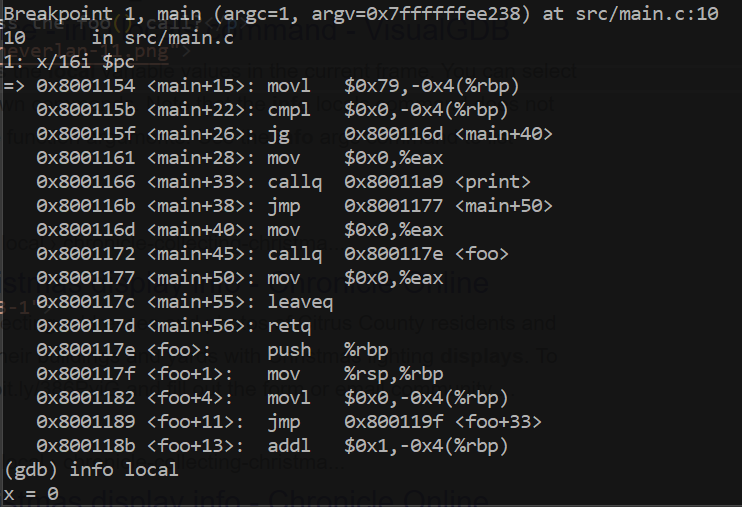 Breakpoint 1, main (argc=1, argv=0x7ffffffee238) at src/main.c:10
10      in src/main.c
1: x/16i $pc
=> 0x8001154 <main+15>: movl   $0x79,-0x4(%rbp)
   0x800115b <main+22>: cmpl   $0x0,-0x4(%rbp)
   0x800115f <main+26>: jg     0x800116d <main+40>
   0x8001161 <main+28>: mov    $0x0,%eax
   0x8001166 <main+33>: callq  0x80011a9 <print>
   0x800116b <main+38>: jmp    0x8001177 <main+50>
   0x800116d <main+40>: mov    $0x0,%eax
   0x8001172 <main+45>: callq  0x800117e <foo>
   0x8001177 <main+50>: mov    $0x0,%eax
   0x800117c <main+55>: leaveq
   0x800117d <main+56>: retq
   0x800117e <foo>:     push   %rbp
   0x800117f <foo+1>:   mov    %rsp,%rbp
   0x8001182 <foo+4>:   movl   $0x0,-0x4(%rbp)
   0x8001189 <foo+11>:  jmp    0x800119f <foo+33>
   0x800118b <foo+13>:  addl   $0x1,-0x4(%rbp)
(gdb) info local
x = 0